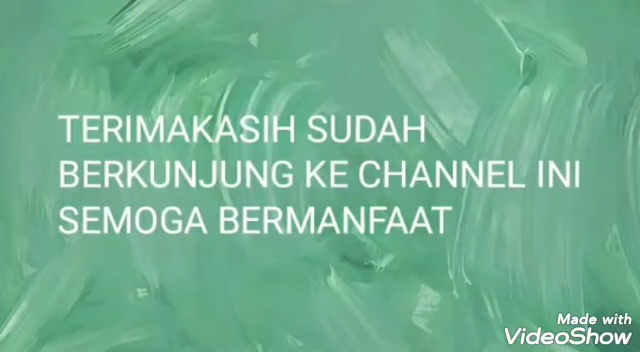 TERIMAKASIH SUDAH
BERKUNJUNG KE CHANNEL INI
SEMOGA BERMANFAAT
Made with
VideoShow